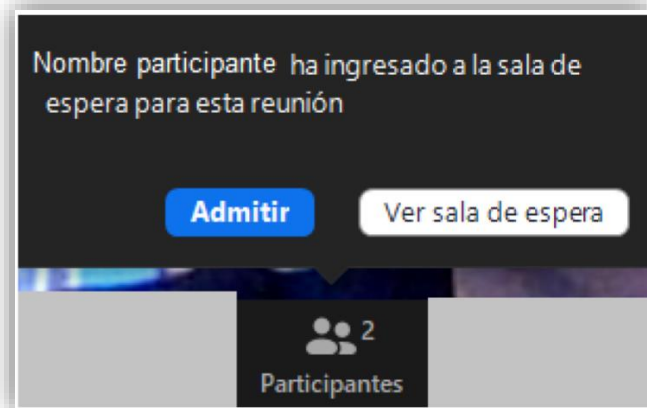 Nombre participante ha ingresado a la sala de
espera para esta reunión
Admitir
Ver sala de espera
2
Participantes